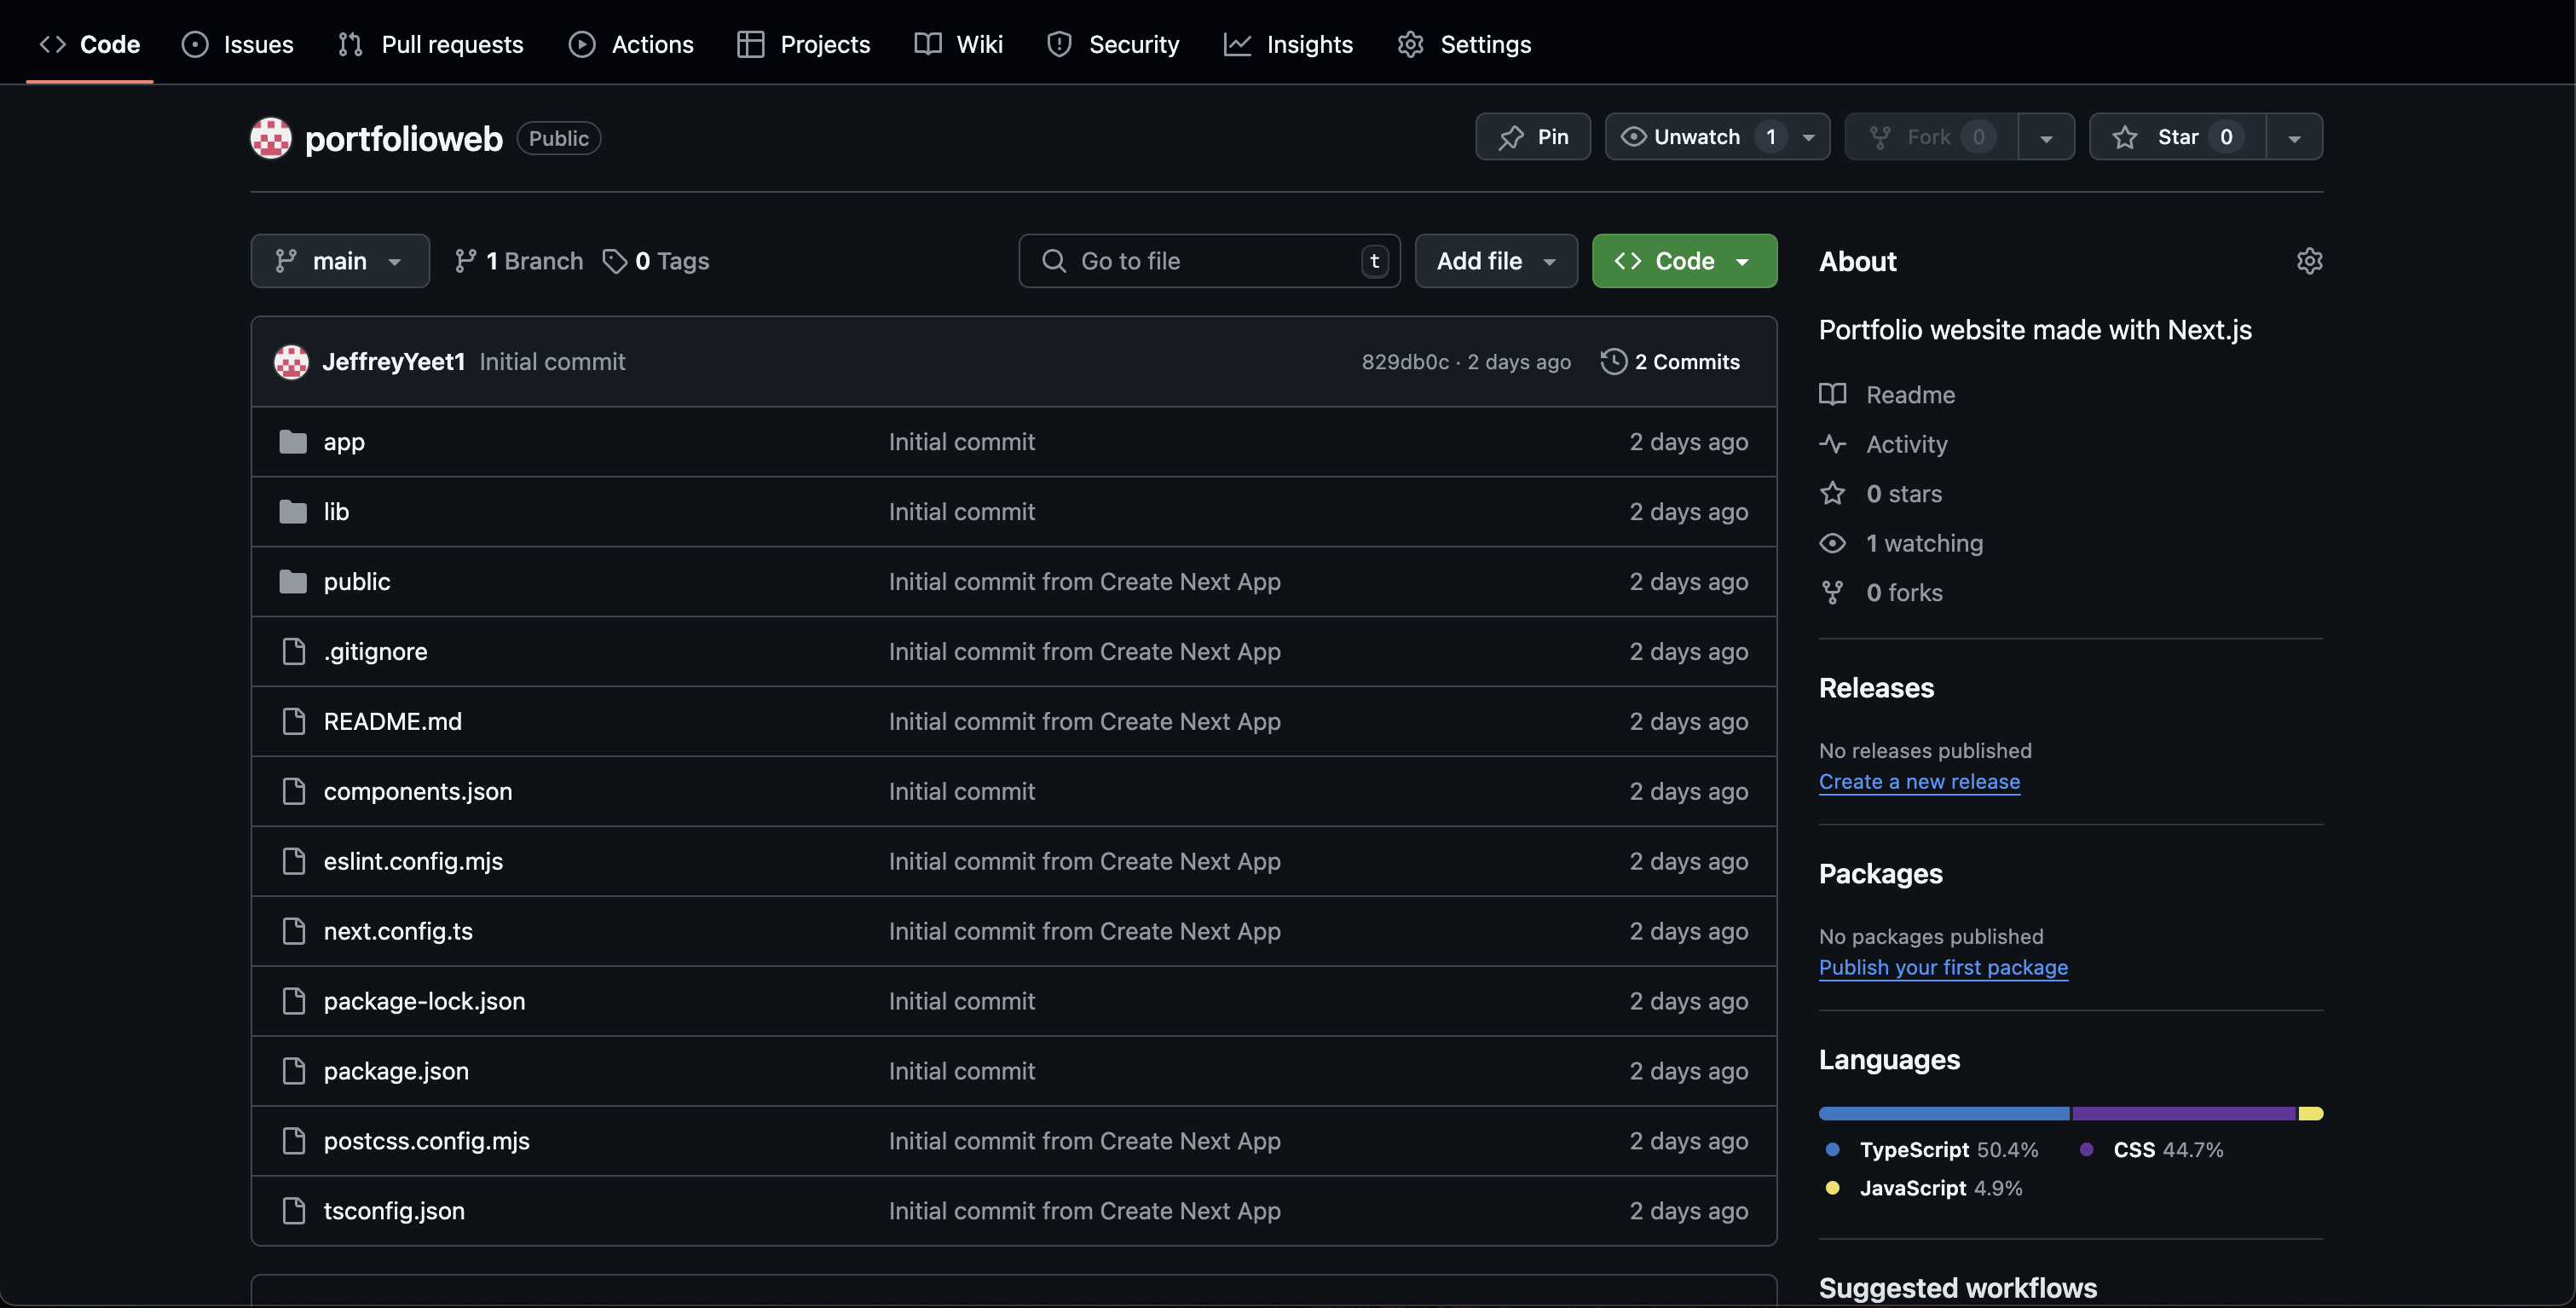 Code Issues Pull requests Actions Projects Wiki Security Insights Settings
portfolioweb Public
Pin Unwatch 1 Fork 0 Star 0
main 1 Branch 0 Tags Go to file t Add file Code
JeffreyYeet1 Initial commit 829db0c · 2 days ago 2 Commits
app Initial commit 2 days ago
lib Initial commit 2 days ago
public Initial commit from Create Next App 2 days ago
.gitignore Initial commit from Create Next App 2 days ago
README.md Initial commit from Create Next App 2 days ago
components.json Initial commit 2 days ago
eslint.config.mjs Initial commit from Create Next App 2 days ago
next.config.ts Initial commit from Create Next App 2 days ago
package-lock.json Initial commit 2 days ago
package.json Initial commit 2 days ago
postcss.config.mjs Initial commit from Create Next App 2 days ago
tsconfig.json Initial commit from Create Next App 2 days ago
About
Portfolio website made with Next.js
Readme
Activity
0 stars
1 watching
0 forks
Releases
No releases published
Create a new release
Packages
No packages published
Publish your first package
Languages
TypeScript 50.4% CSS 44.7%
JavaScript 4.9%
Suggested workflows